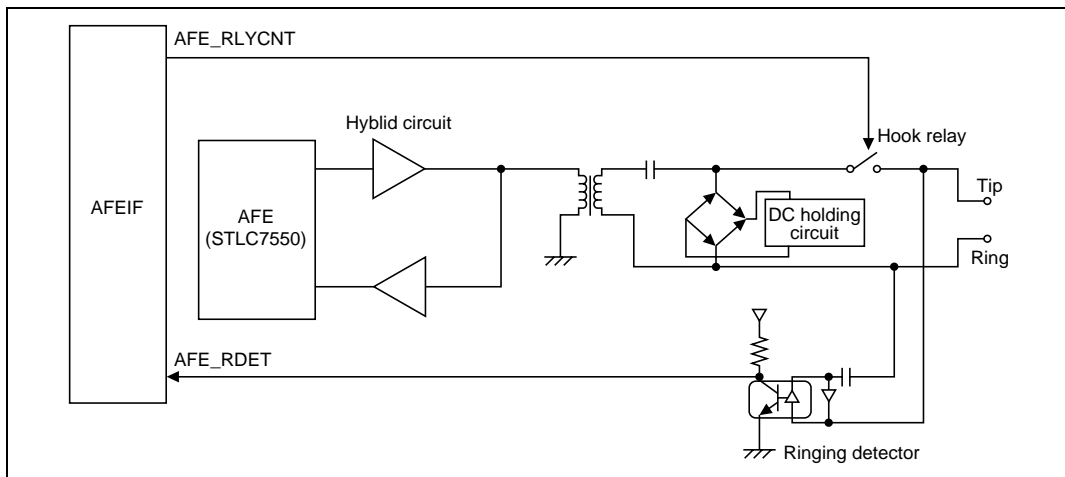 AFE_RLYCNT
Hyblid circuit
Hook relay
Tip
AFEIF
AFE
(STLC7550)
DC holding
circuit
Ring
AFE_RDET
Ringing detector